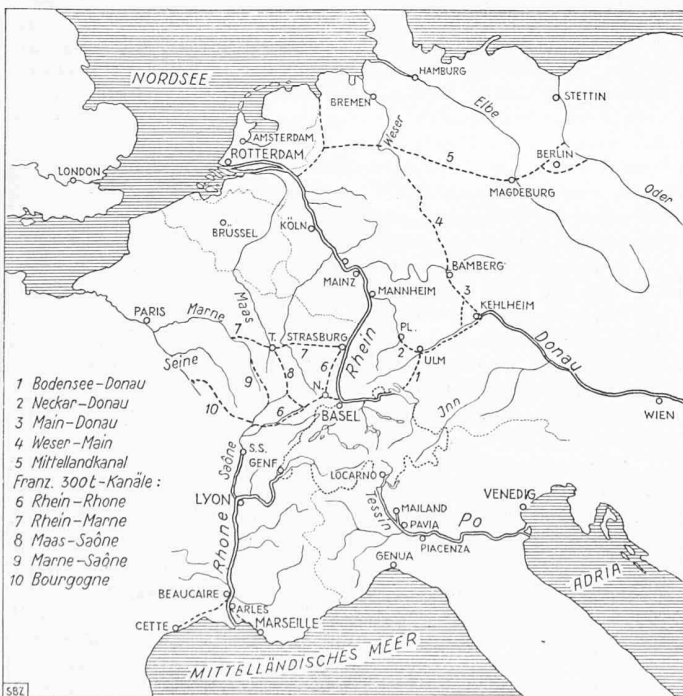 NORDSEE
HAMBURG
BREMEN
STETTIN
Elbe
AMSTERDAM
ROTTERDAM
Weser
5
BERLIN
LONDON
MAGDEBURG
Oder
BRÜSSEL
KÖLN
4
BAMBERG
MAINZ
MANNHEIM
3
KEHLHEIM
PARIS
Marne
Maas
7
T.
STRASBURG
7
Rhein
PL.
2
ULM
Donau
Seine
9
8
6
N.
1
10
6
BASEL
Inn
WIEN
1 Bodensee-Donau
2 Neckar-Donau
3 Main-Donau
4 Weser-Main
5 Mittellandkanal
Franz. 300t-Kanäle:
6 Rhein-Rhone
7 Rhein-Marne
8 Maas-Saône
9 Marne-Saône
10 Bourgogne
Saône
S.S.
GENF
LOCARNO
LYON
Tessin
MAILAND
PAVIA
Po
PIACENZA
VENEDIG
Rhone
GENUA
ADRIA
BEAUCAIRE
ARLES
CETTE
MARSEILLE
MITTELLÄNDISCHES MEER
SBZ